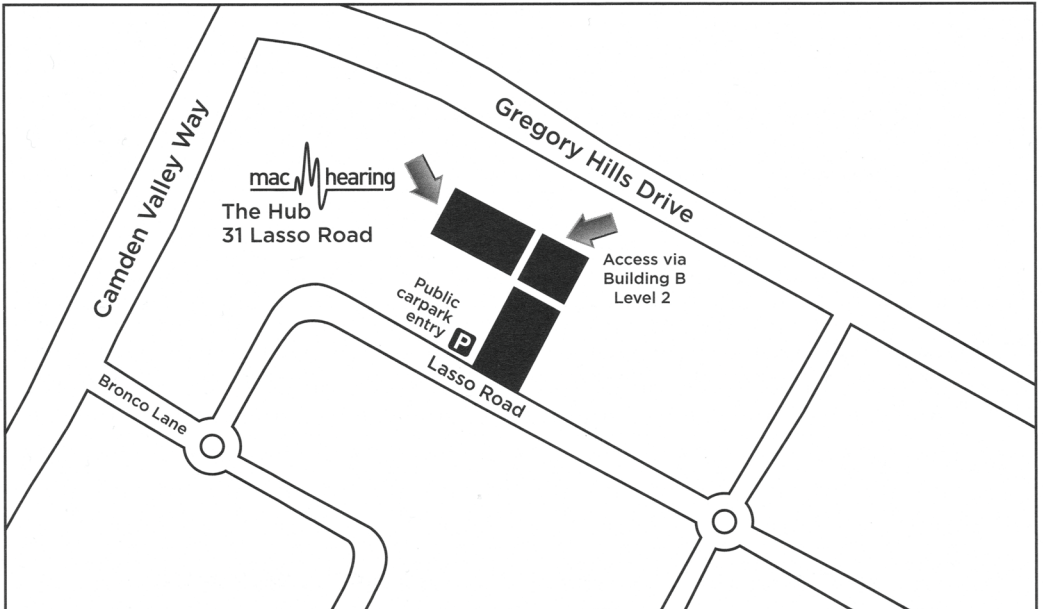 Gregory Hills Drive
Camden Valley Way
mac hearing
The Hub
31 Lasso Road
Access via
Building B
Level 2
Public
carpark
entry
P
Lasso Road
Bronco Lane